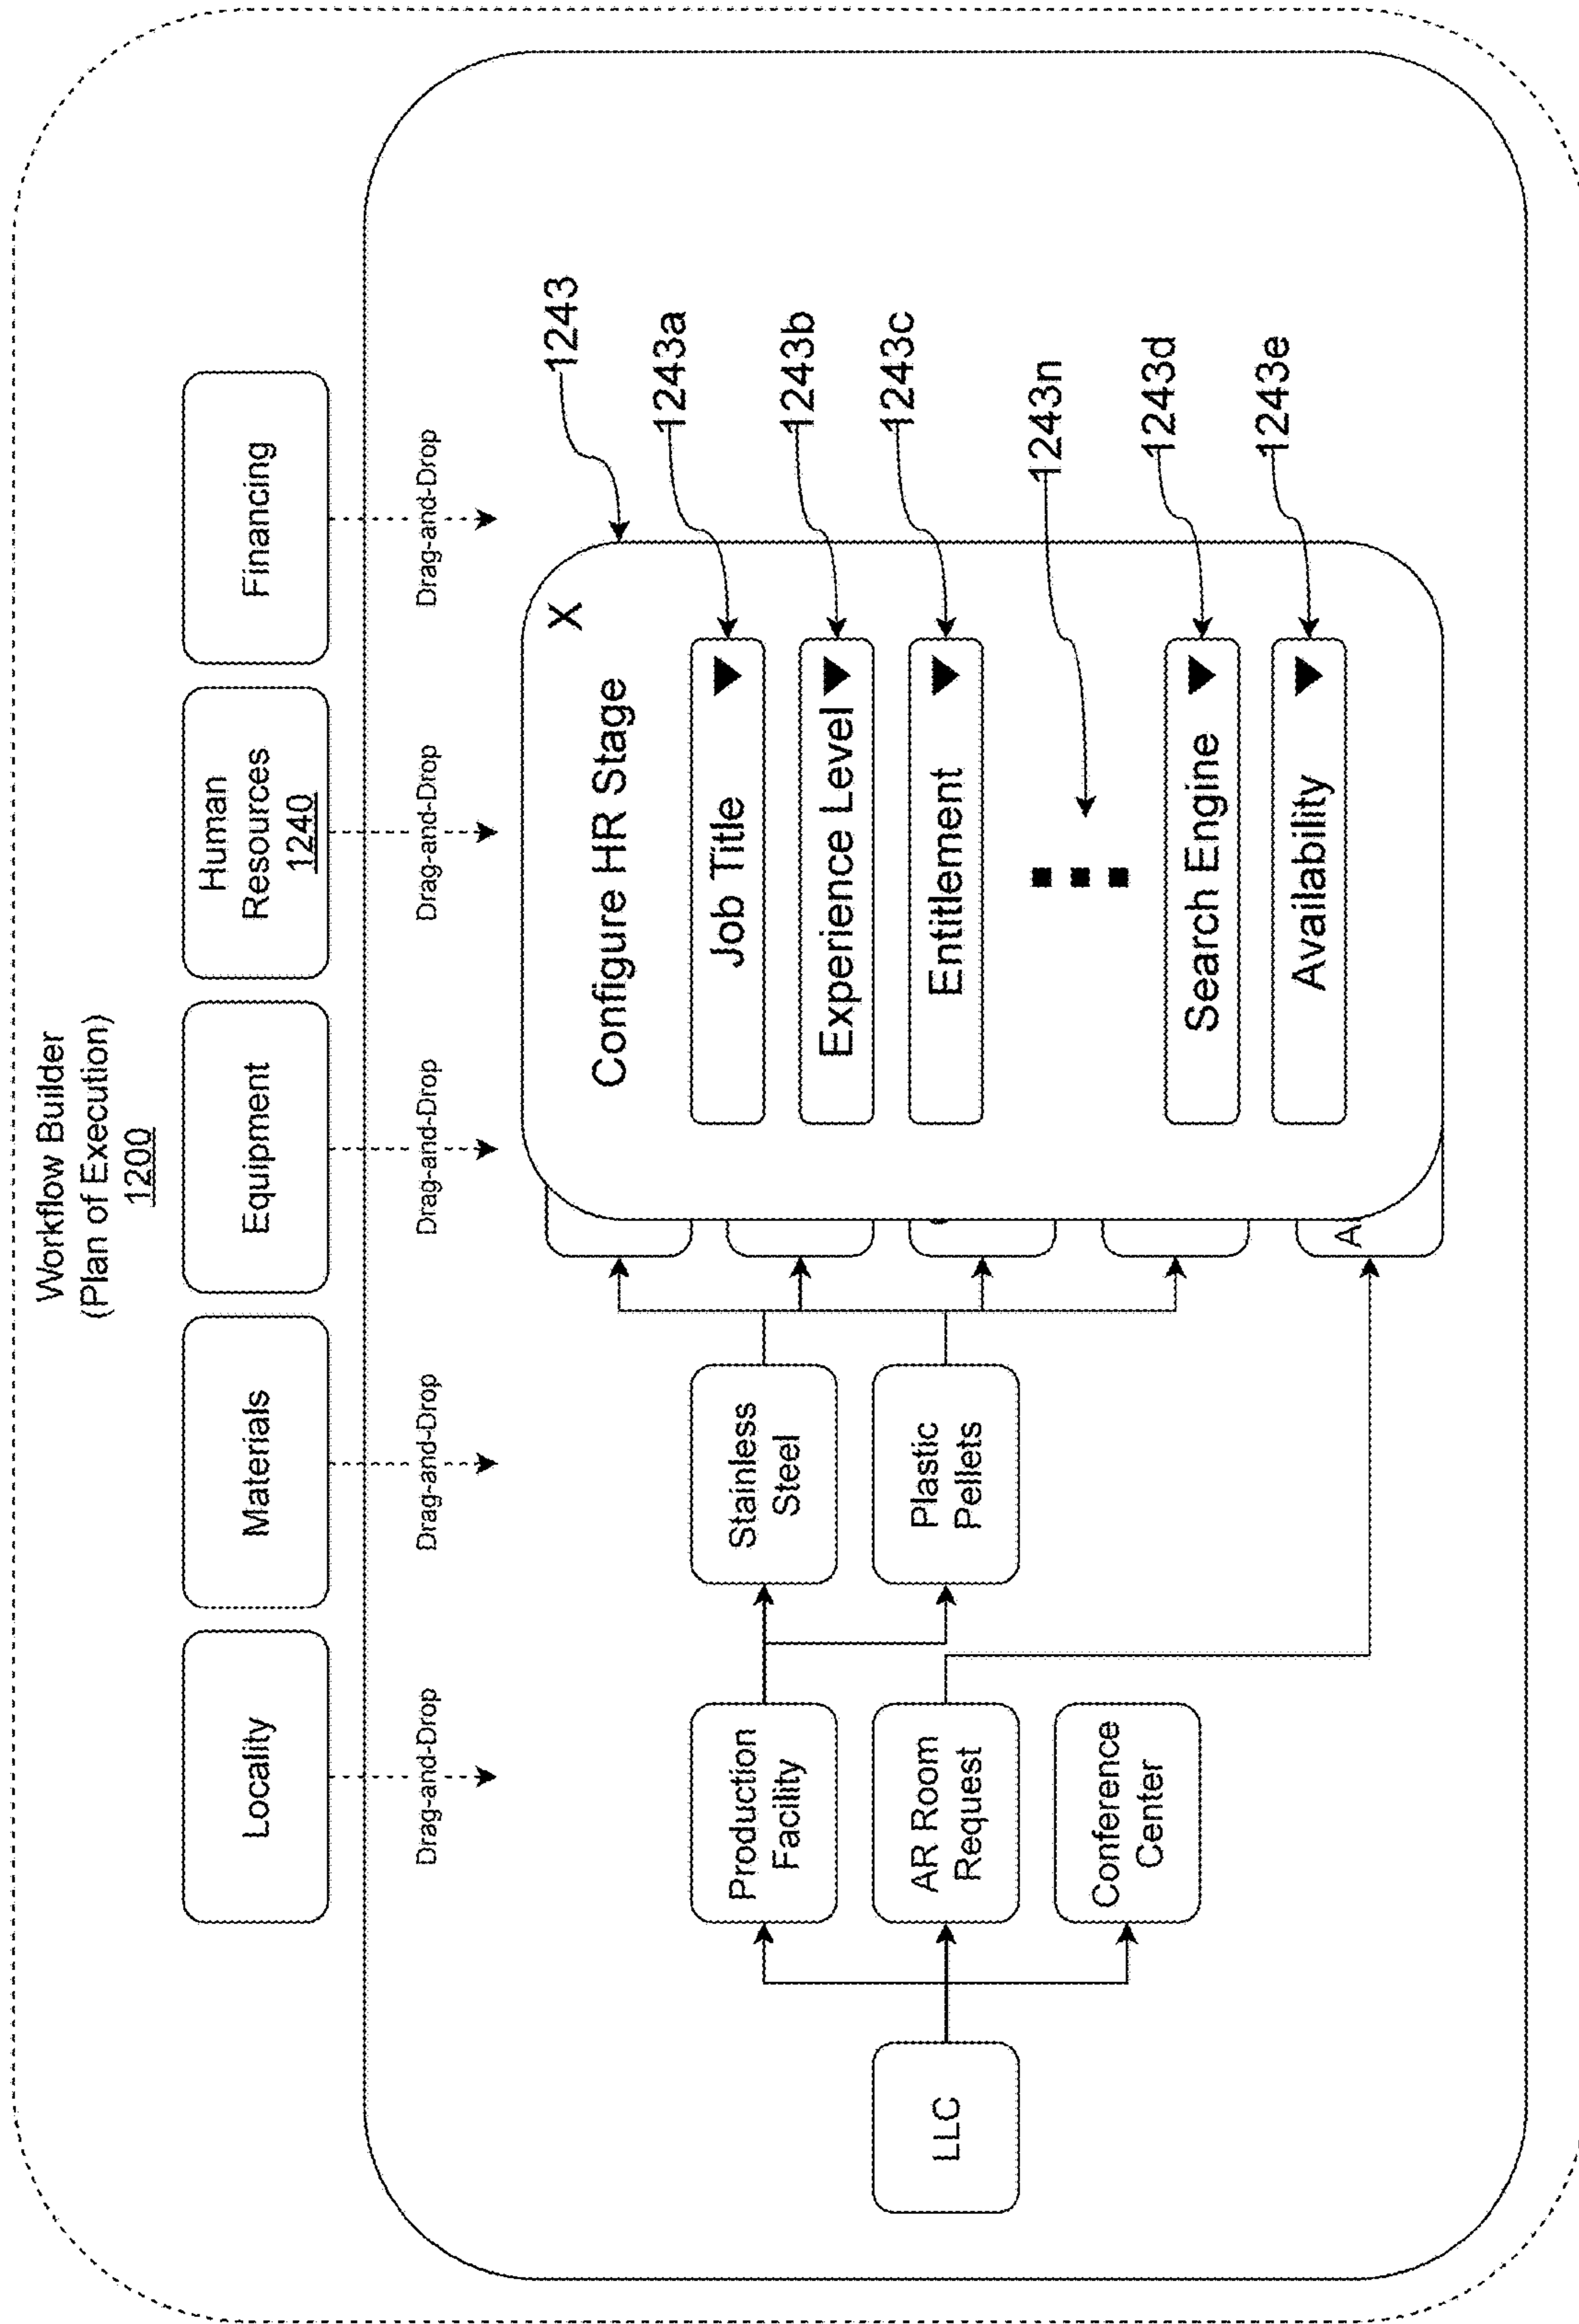 Workflow Builder
(Plan of Execution)
1200
Locality
Materials
Equipment
Human
Resources
1240
Financing
Drag-and-Drop
Drag-and-Drop
Drag-and-Drop
Drag-and-Drop
Drag-and-Drop
LLC
Production
Facility
AR Room
Request
Conference
Center
Stainless
Steel
Plastic
Pellets
A
Configure HR Stage
X
Job Title
Experience Level
Entitlement
Search Engine
Availability
1243
1243a
1243b
1243c
1243n
1243d
1243e